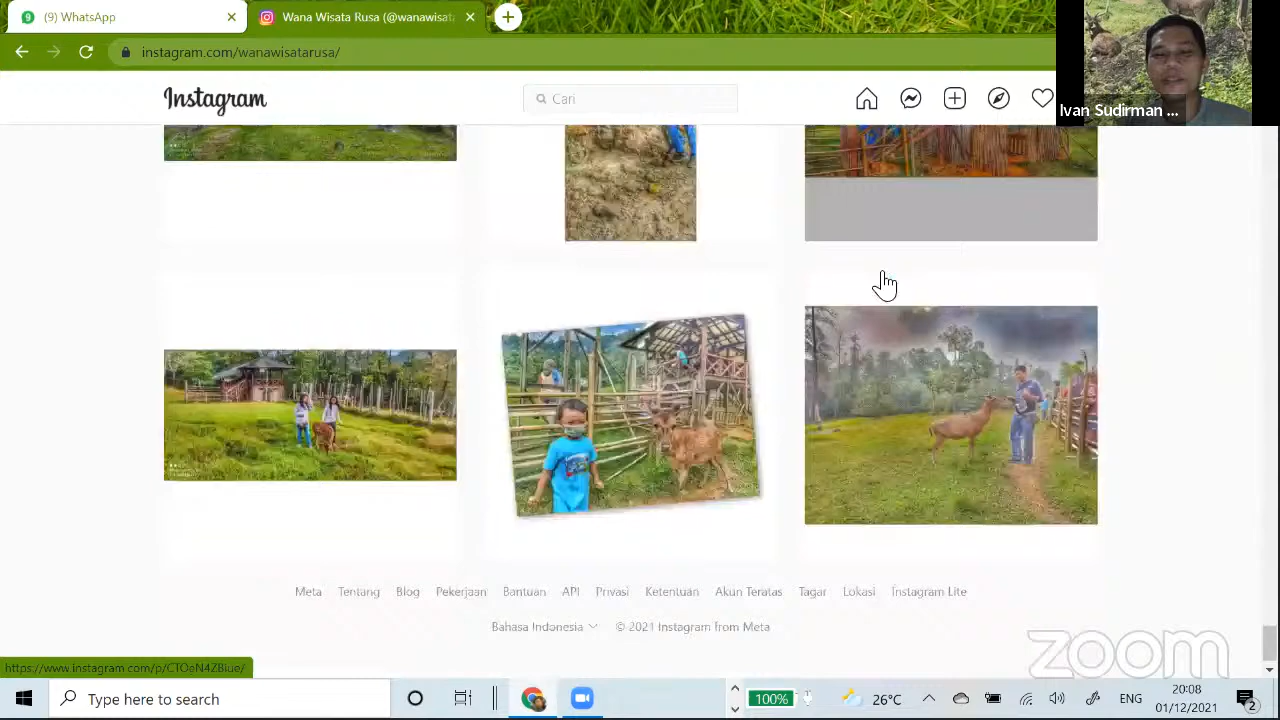 (9) WhatsApp
Wana Wisata Rusa (@wanawisata
instagram.com/wanawisatarusa/
Instagram
Cari
Ivan Sudirman ...
Meta Tentang Blog Pekerjaan Bantuan API Privasi Ketentuan Akun Teratas Tagar Lokasi Instagram Lite
Bahasa Indonesia © 2021 Instagram from Meta
zoom
https://www.instagram.com/p/CTOeN4ZBlue/
Type here to search
100%
26°C
ENG
20:08
01/12/2021
2